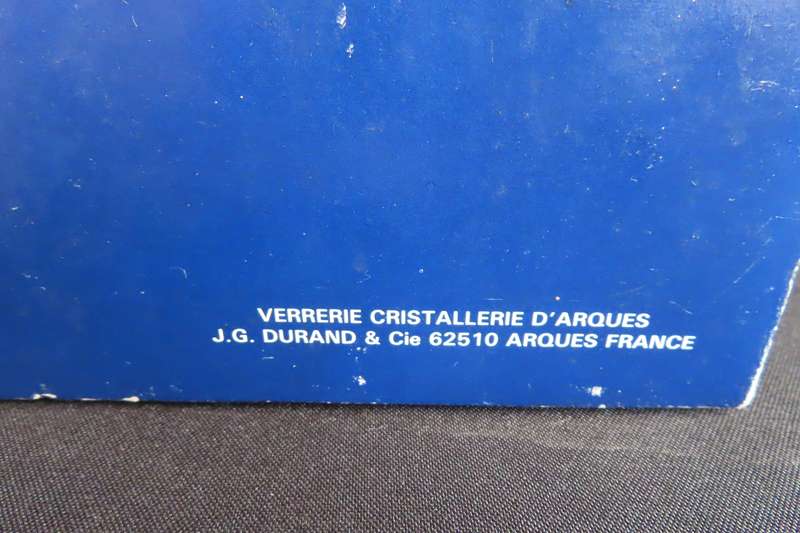 VERRERIE CRISTALLERIE D'ARQUES
J.G. DURAND & Cie 62510 ARQUES FRANCE